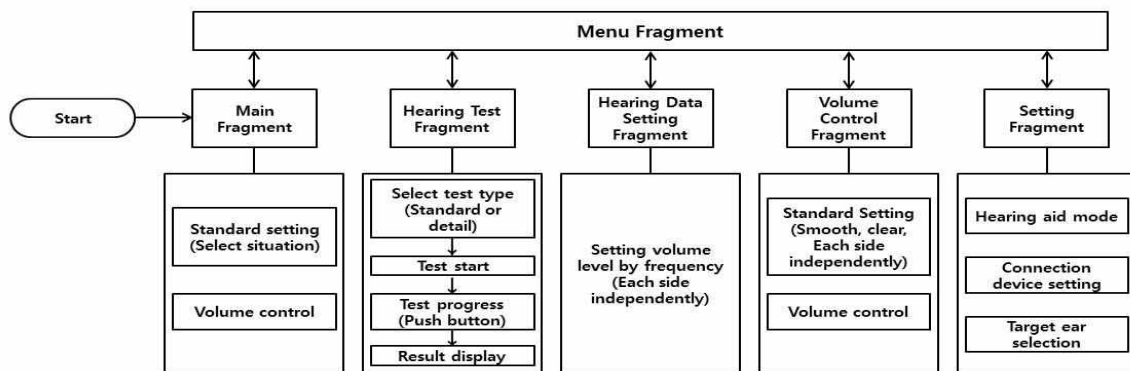 Menu Fragment
Start
Main
Fragment
Hearing Test
Fragment
Hearing Data
Setting
Fragment
Volume
Control
Fragment
Setting
Fragment
Standard setting
(Select situation)
Volume control
Select test type
(Standard or
detail)
Test start
Test progress
(Push button)
Result display
Setting volume
level by frequency
(Each side
independently)
Standard Setting
(Smooth, clear,
Each side
independently)
Volume control
Hearing aid mode
Connection
device setting
Target ear
selection